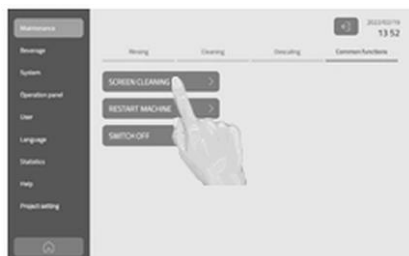 Maintenance
Beverage
System
Operation panel
User
Language
Statistics
Help
Project setting
2022/02/16
13 52
Rinsing
Cleaning
Descaling
Common functions
SCREEN CLEANING
RESTART MACHINE
SWITCH OFF